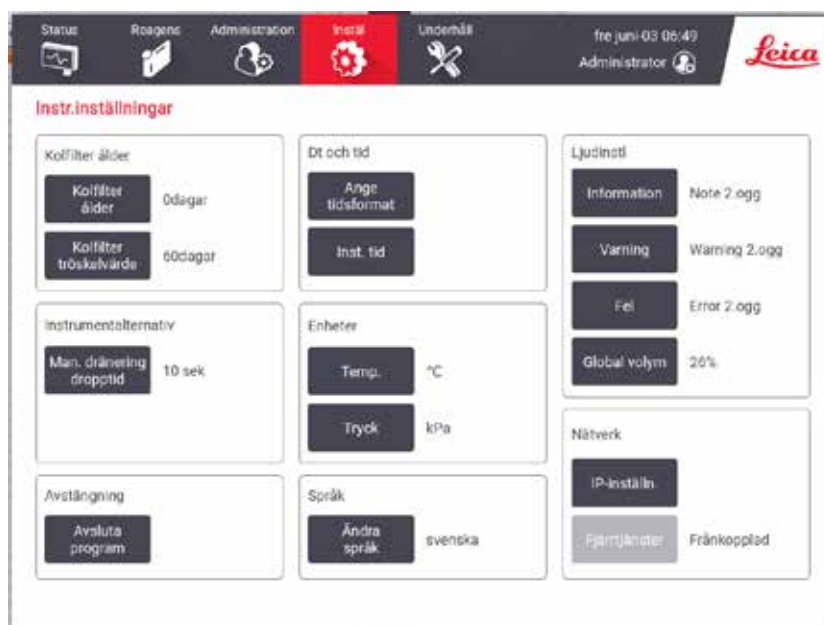 Status Reagens Administration Inställ Underhåll
fre juni-03 06:49
Administrator
Leica
Instr.inställningar
Kolfilter ålder
Kolfilter
ålder
0dagar
Kolfilter
tröskelvärde
60dagar
Dt och tid
Ange
tidsformat
Inst. tid
Ljudinstl
Information
Note 2.ogg
Varning
Warning 2.ogg
Fel
Error 2.ogg
Global volym
26%
Instrumentalternativ
Man. dränering
dropptid
10 sek
Enheter
Temp.
°C
Tryck
kPa
Nätverk
IP-inställn
Fjärrtjänster
Frånkopplad
Avstängning
Avsluta
program
Språk
Ändra
språk
svenska